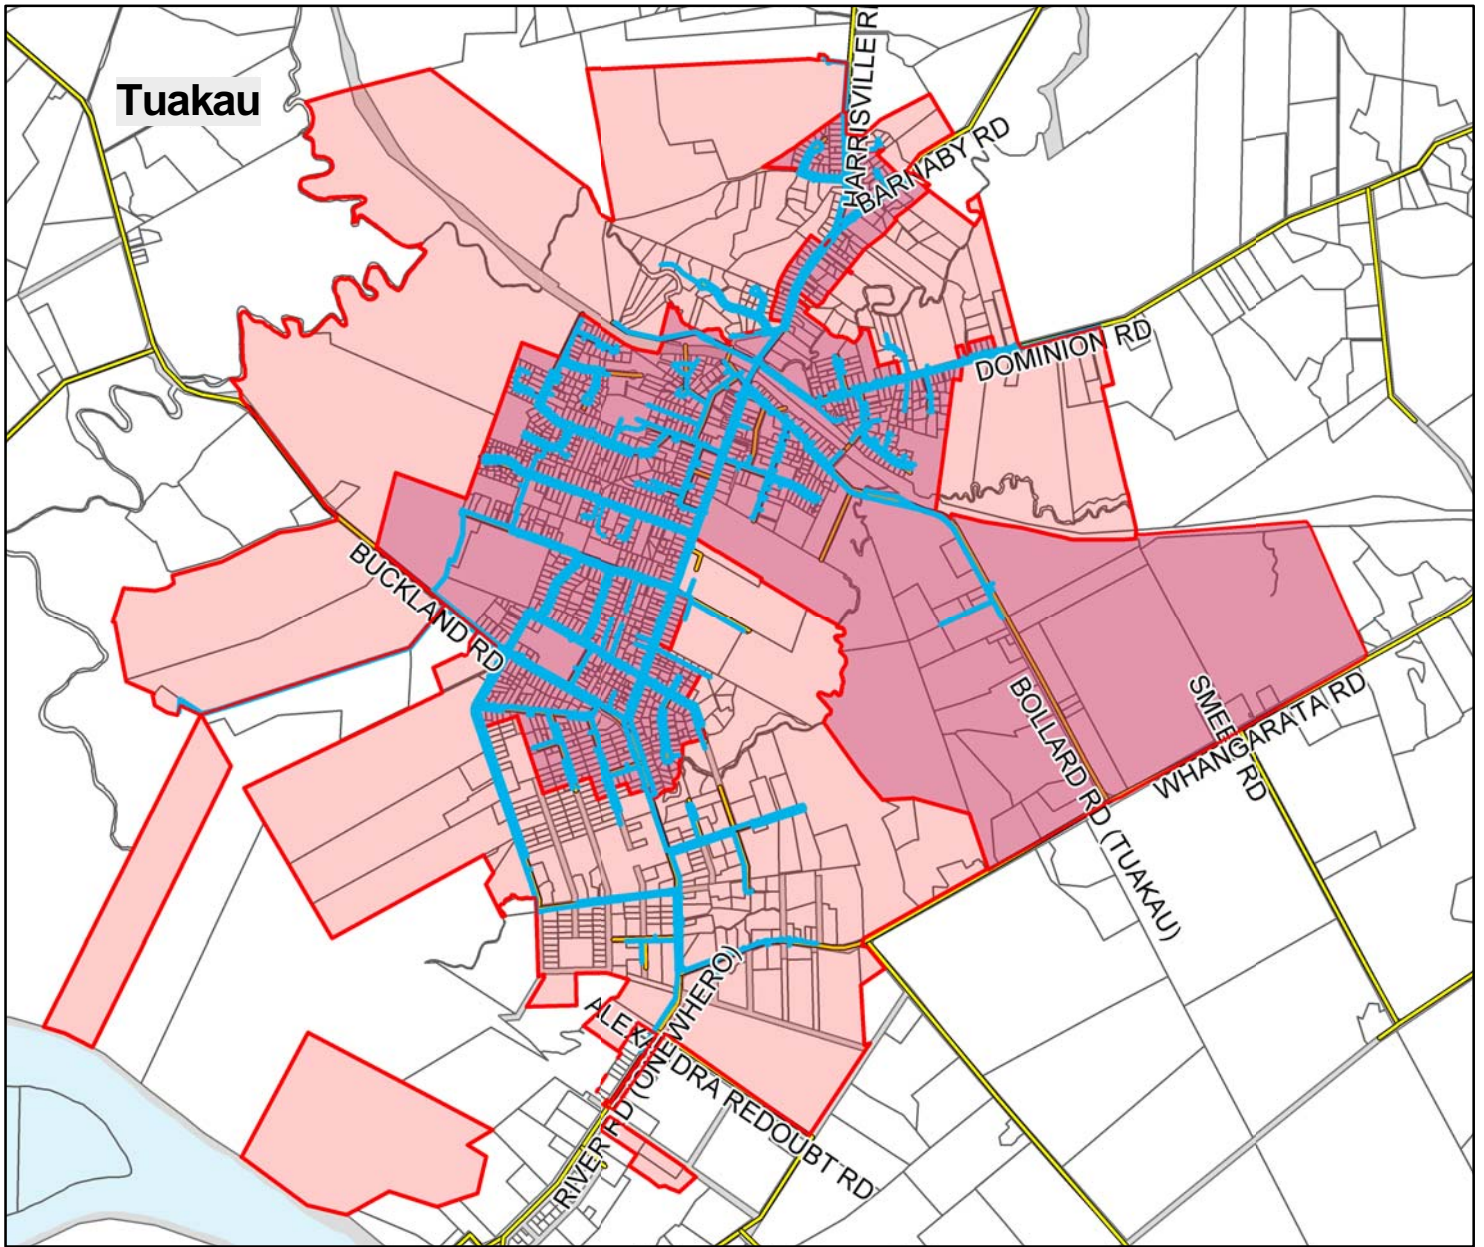 Tuakau
HARRISVILLE RD
BARNABY RD
DOMINION RD
BUCKLAND RD
BOLLARD RD (TUAKAU)
SMEED RD
WHANGARATA RD
ALEXANDRA REDOUBT RD
RIVER RD (ONEWHERO)